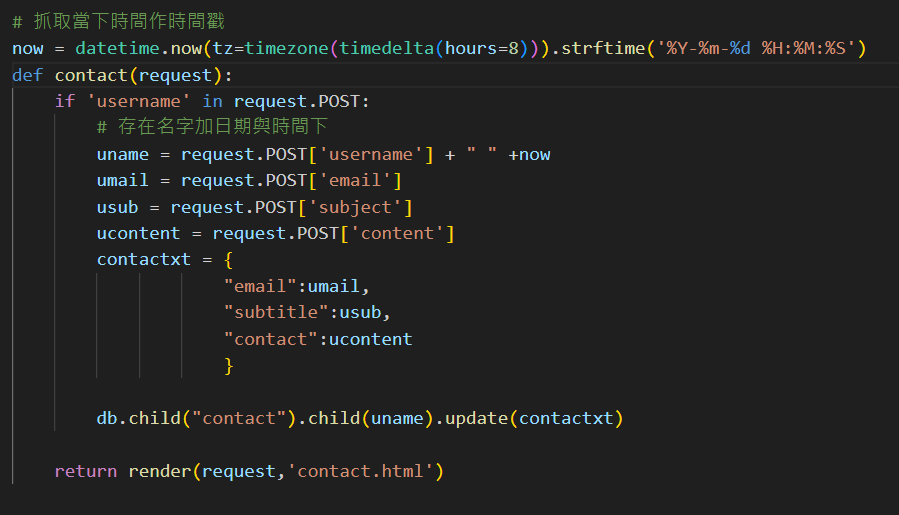 # 抓取當下時間作時間戳
now = datetime.now(tz=timezone(timedelta(hours=8))).strftime('%Y-%m-%d %H:%M:%S')
def contact(request):
    if 'username' in request.POST:
        # 存在名字加日期與時間下
        uname = request.POST['username'] + " " +now
        umail = request.POST['email']
        usub = request.POST['subject']
        ucontent = request.POST['content']
        contactxt = {
                    "email":umail,
                    "subtitle":usub,
                    "contact":ucontent
                    }
        db.child("contact").child(uname).update(contactxt)
    return render(request,'contact.html')